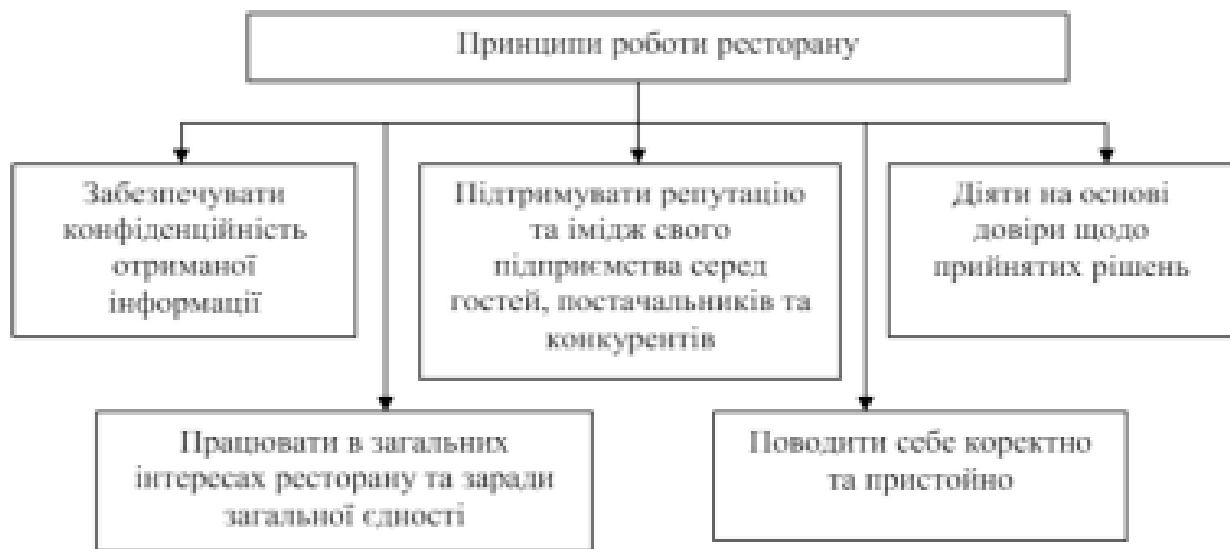 Принципи роботи ресторану
Забезпечувати
конфіденційність
отриманої
інформації
Підтримувати репутацію
та імідж свого
підприємства серед
гостей, постачальників та
конкурентів
Діяти на основі
довіри щодо
прийнятих рішень
Працювати в загальних
інтересах ресторану та заради
загальної єдності
Поводити себе коректно
та пристойно